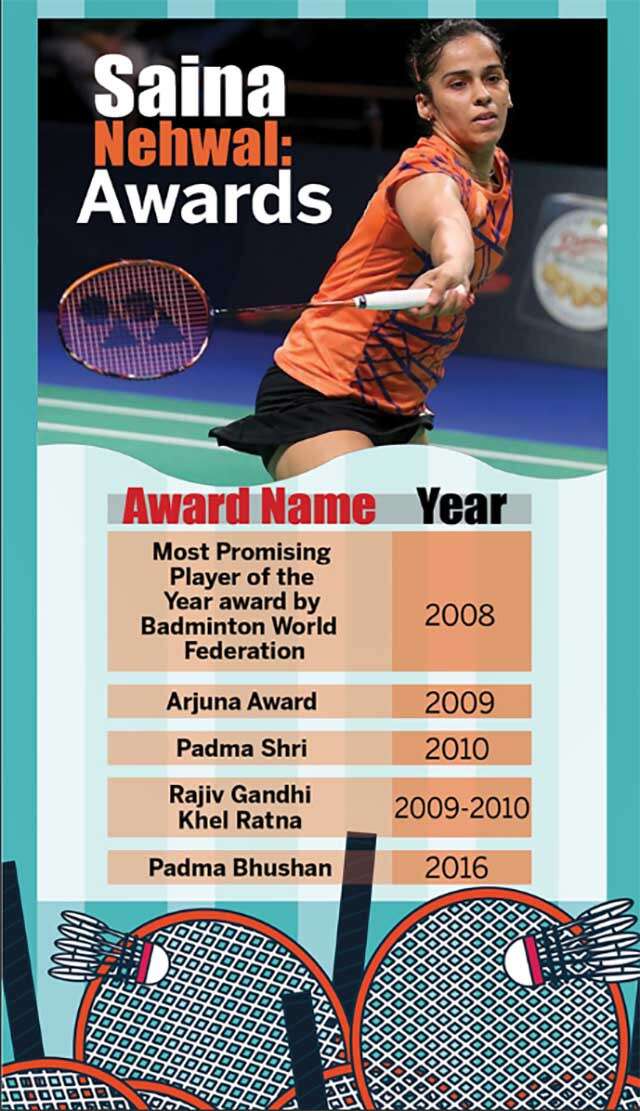 Saina
Nehwal:
Awards
Award Name Year
Most Promising
Player of the
Year award by
Badminton World
Federation
2008
Arjuna Award 2009
Padma Shri 2010
Rajiv Gandhi
Khel Ratna
2009-2010
Padma Bhushan 2016